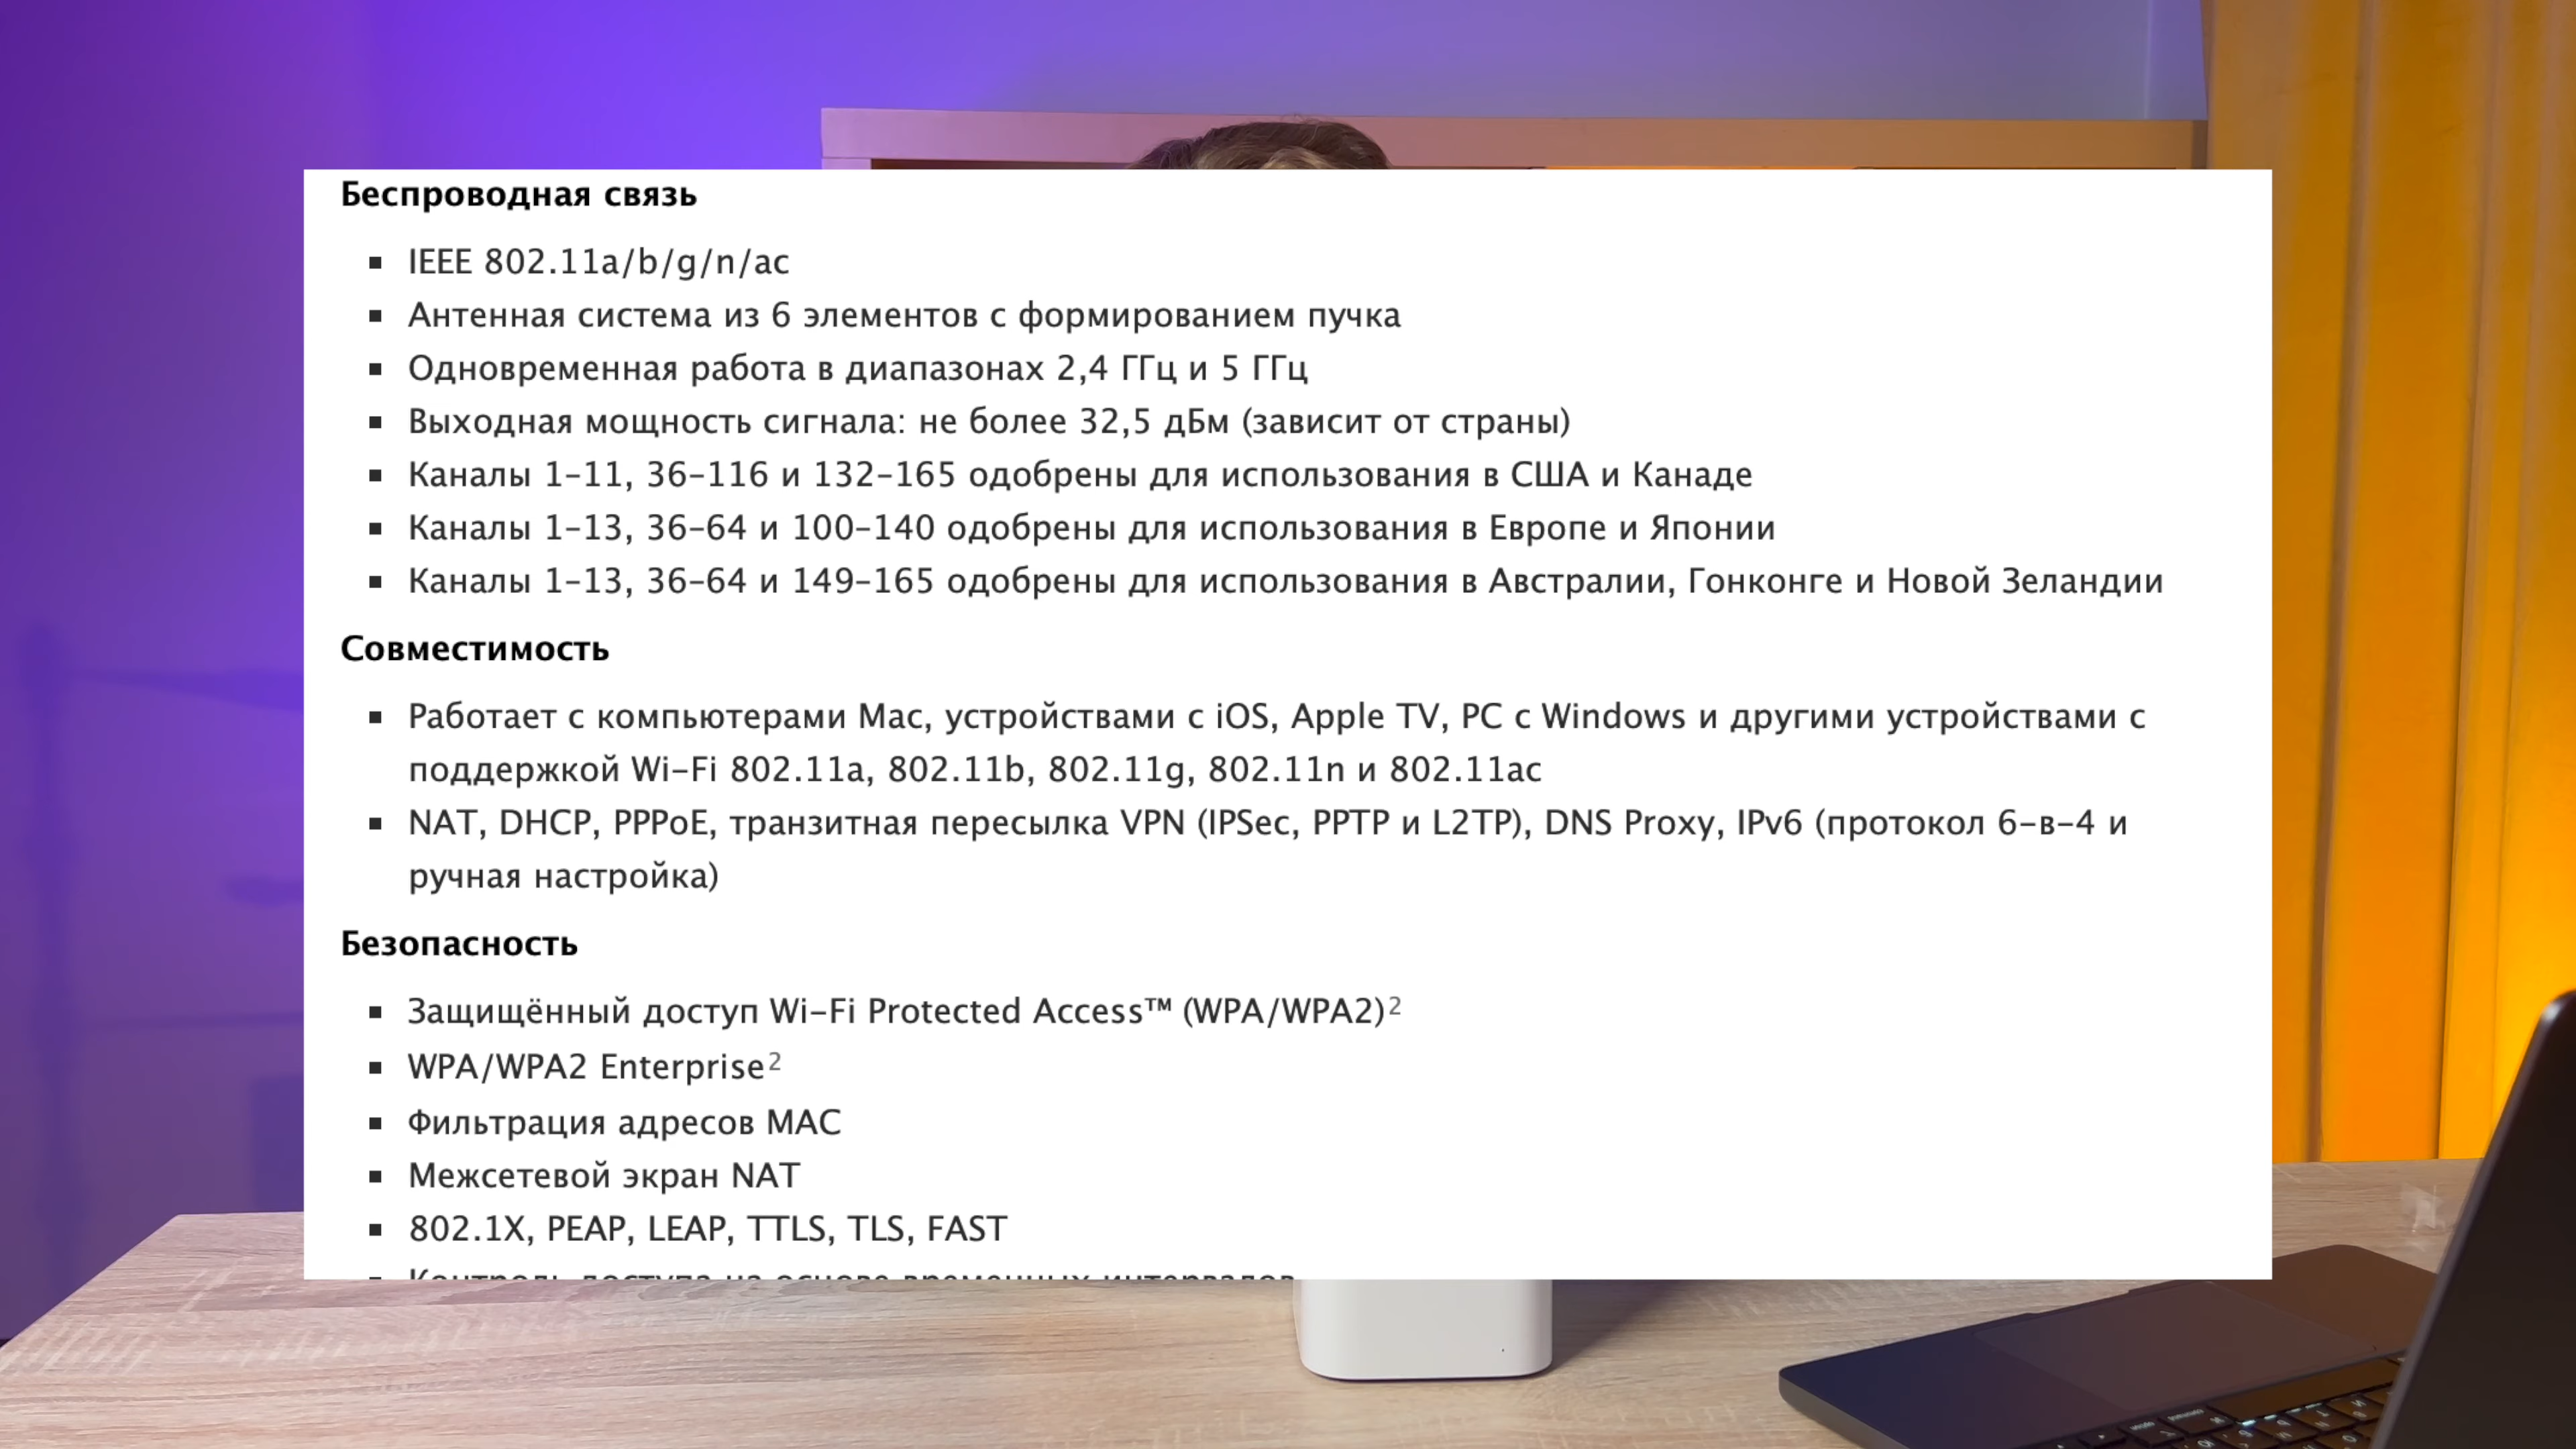 Беспроводная связь
▪ IEEE 802.11a/b/g/n/ac
▪ Антенная система из 6 элементов с формированием пучка
▪ Одновременная работа в диапазонах 2,4 ГГц и 5 ГГц
▪ Выходная мощность сигнала: не более 32,5 дБм (зависит от страны)
▪ Каналы 1–11, 36–116 и 132–165 одобрены для использования в США и Канаде
▪ Каналы 1–13, 36–64 и 100–140 одобрены для использования в Европе и Японии
▪ Каналы 1–13, 36–64 и 149–165 одобрены для использования в Австралии, Гонконге и Новой Зеландии
Совместимость
▪ Работает с компьютерами Mac, устройствами с iOS, Apple TV, PC с Windows и другими устройствами с
поддержкой Wi-Fi 802.11a, 802.11b, 802.11g, 802.11n и 802.11ac
▪ NAT, DHCP, PPPoE, транзитная пересылка VPN (IPSec, PPTP и L2TP), DNS Proxy, IPv6 (протокол 6-в-4 и
ручная настройка)
Безопасность
▪ Защищённый доступ Wi-Fi Protected Access™ (WPA/WPA2)²
▪ WPA/WPA2 Enterprise²
▪ Фильтрация адресов MAC
▪ Межсетевой экран NAT
▪ 802.1X, PEAP, LEAP, TTLS, TLS, FAST
▪ Контроль доступа на основе временных интервалов